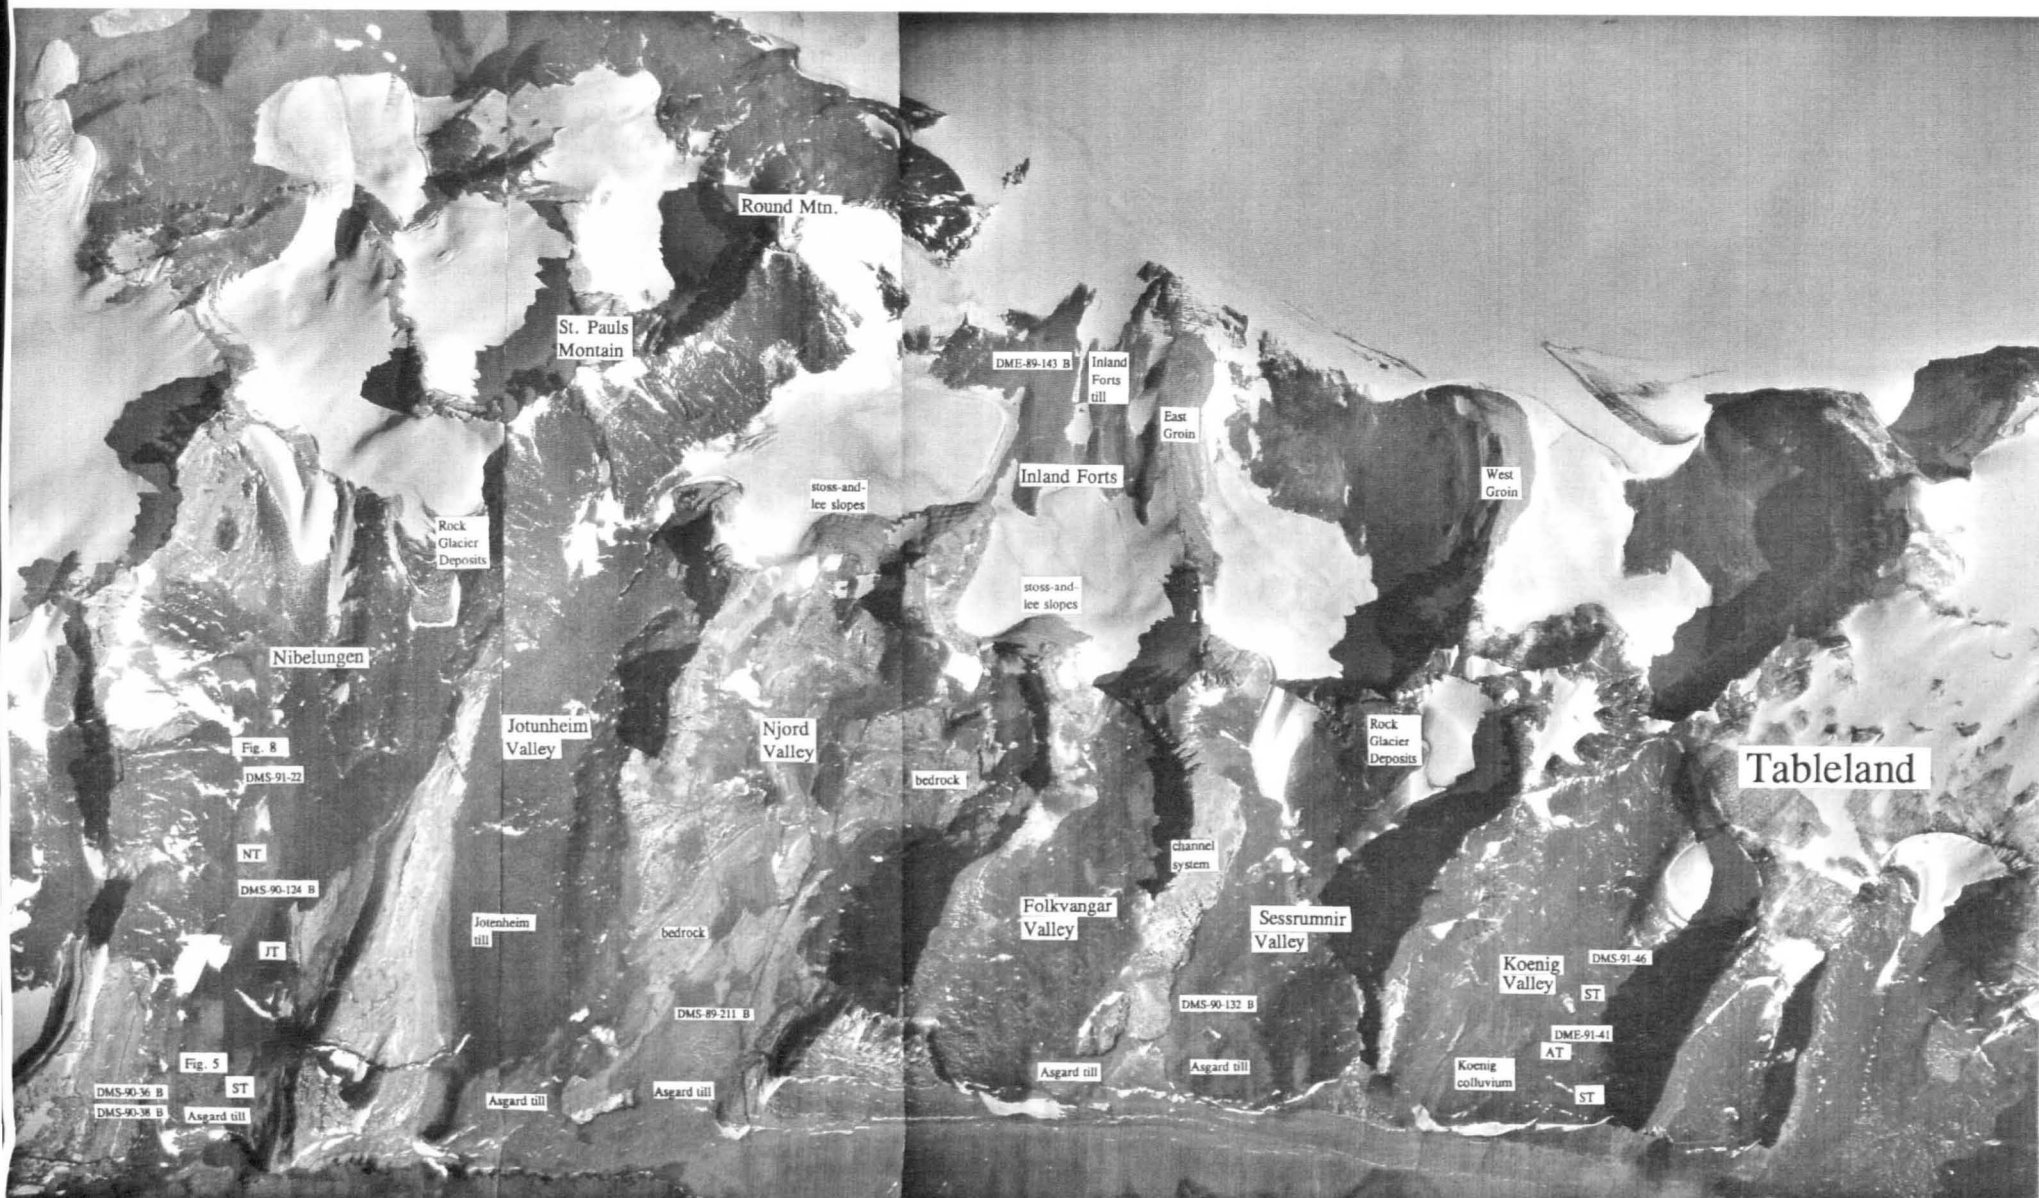 Round Mtn.
St. Pauls
Montain
DME-89-143 B
Inland
Forts
till
East
Groin
Inland Forts
West
Groin
stoss-and-
lee slopes
Rock
Glacier
Deposits
stoss-and-
lee slopes
Nibelungen
Jotunheim
Valley
Njord
Valley
Rock
Glacier
Deposits
Fig. 8
DMS-91-22
bedrock
Tableland
NT
DMS-90-124 B
channel
system
Jotenheim
till
bedrock
Folkvangar
Valley
Sessrumnir
Valley
JT
DMS-91-46
Koenig
Valley
ST
DMS-89-211 B
DMS-90-132 B
DME-91-41
AT
Fig. 5
ST
Asgard till
Asgard till
Koenig
colluvium
ST
DMS-90-36 B
DMS-90-38 B
Asgard till
Asgard till
Asgard till